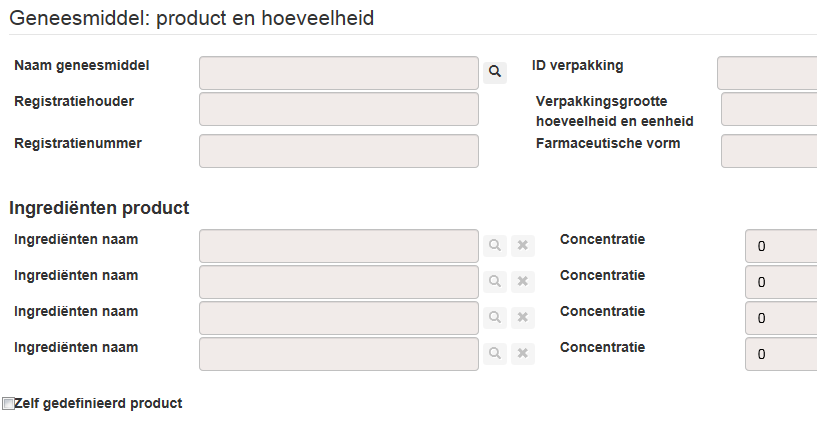 Geneesmiddel: product en hoeveelheid
Naam geneesmiddel ID verpakking
Registratiehouder Verpakkingsgrootte
hoeveelheid en eenheid
Registratienummer Farmaceutische vorm
Ingrediënten product
Ingrediënten naam Concentratie 0
Ingrediënten naam Concentratie 0
Ingrediënten naam Concentratie 0
Ingrediënten naam Concentratie 0
Zelf gedefinieerd product